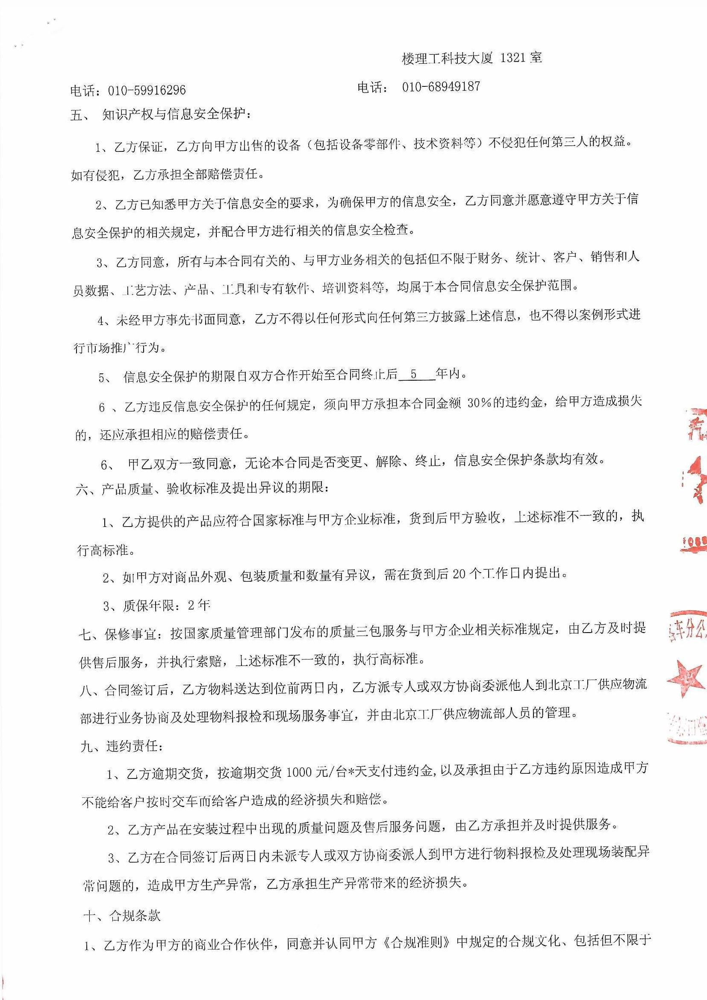 楼理工科技大厦 1321 室
电话：010-59916296 电话： 010-68949187
五、 知识产权与信息安全保护：
1、乙方保证，乙方向甲方出售的设备（包括设备零部件、技术资料等）不侵犯任何第三人的权益。
如有侵犯，乙方承担全部赔偿责任。
2、乙方已知悉甲方关于信息安全的要求，为确保甲方的信息安全，乙方同意并愿意遵守甲方关于信
息安全保护的相关规定，并配合甲方进行相关的信息安全检查。
3、乙方同意，所有与本合同有关的、与甲方业务相关的包括但不限于财务、统计、客户、销售和人
员数据、工艺方法、产品、工具和专有软件、培训资料等，均属于本合同信息安全保护范围。
4、未经甲方事先书面同意，乙方不得以任何形式向任何第三方披露上述信息，也不得以案例形式进
行市场推广行为。
5、 信息安全保护的期限自双方合作开始至合同终止后 5 年内。
6 、乙方违反信息安全保护的任何规定，须向甲方承担本合同金额 30%的违约金，给甲方造成损失
的，还应承担相应的赔偿责任。
6、 甲乙双方一致同意，无论本合同是否变更、解除、终止，信息安全保护条款均有效。
六、产品质量、验收标准及提出异议的期限：
1、乙方提供的产品应符合国家标准与甲方企业标准，货到后甲方验收，上述标准不一致的，执
行高标准。
2、如甲方对商品外观、包装质量和数量有异议，需在货到后 20 个工作日内提出。
3、质保年限：2 年
七、保修事宜：按国家质量管理部门发布的质量三包服务与甲方企业相关标准规定，由乙方及时提
供售后服务，并执行索赔，上述标准不一致的，执行高标准。
八、合同签订后，乙方物料送达到位前两日内，乙方派专人或双方协商委派他人到北京工厂供应物流
部进行业务协商及处理物料报检和现场服务事宜，并由北京工厂供应物流部人员的管理。
九、违约责任：
1、乙方逾期交货，按逾期交货 1000 元/台*天支付违约金,以及承担由于乙方违约原因造成甲方
不能给客户按时交车而给客户造成的经济损失和赔偿。
2、乙方产品在安装过程中出现的质量问题及售后服务问题，由乙方承担并及时提供服务。
3、乙方在合同签订后两日内未派专人或双方协商委派人到甲方进行物料报检及处理现场装配异
常问题的，造成甲方生产异常，乙方承担生产异常带来的经济损失。
十、合规条款
1、乙方作为甲方的商业合作伙伴，同意并认同甲方《合规准则》中规定的合规文化、包括但不限于
汽
车分公